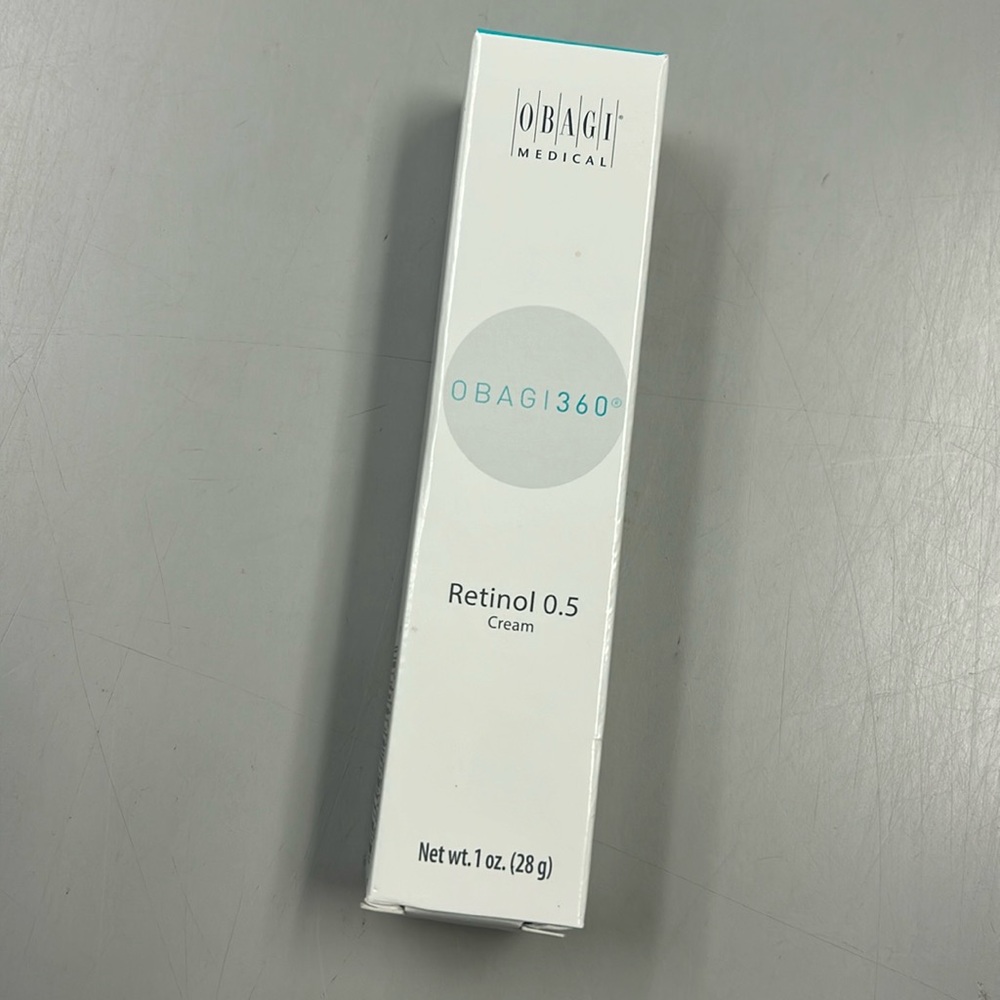 OBAGI®
MEDICAL
OBAGI360®
Retinol 0.5
Cream
Net wt. 1 oz. (28 g)